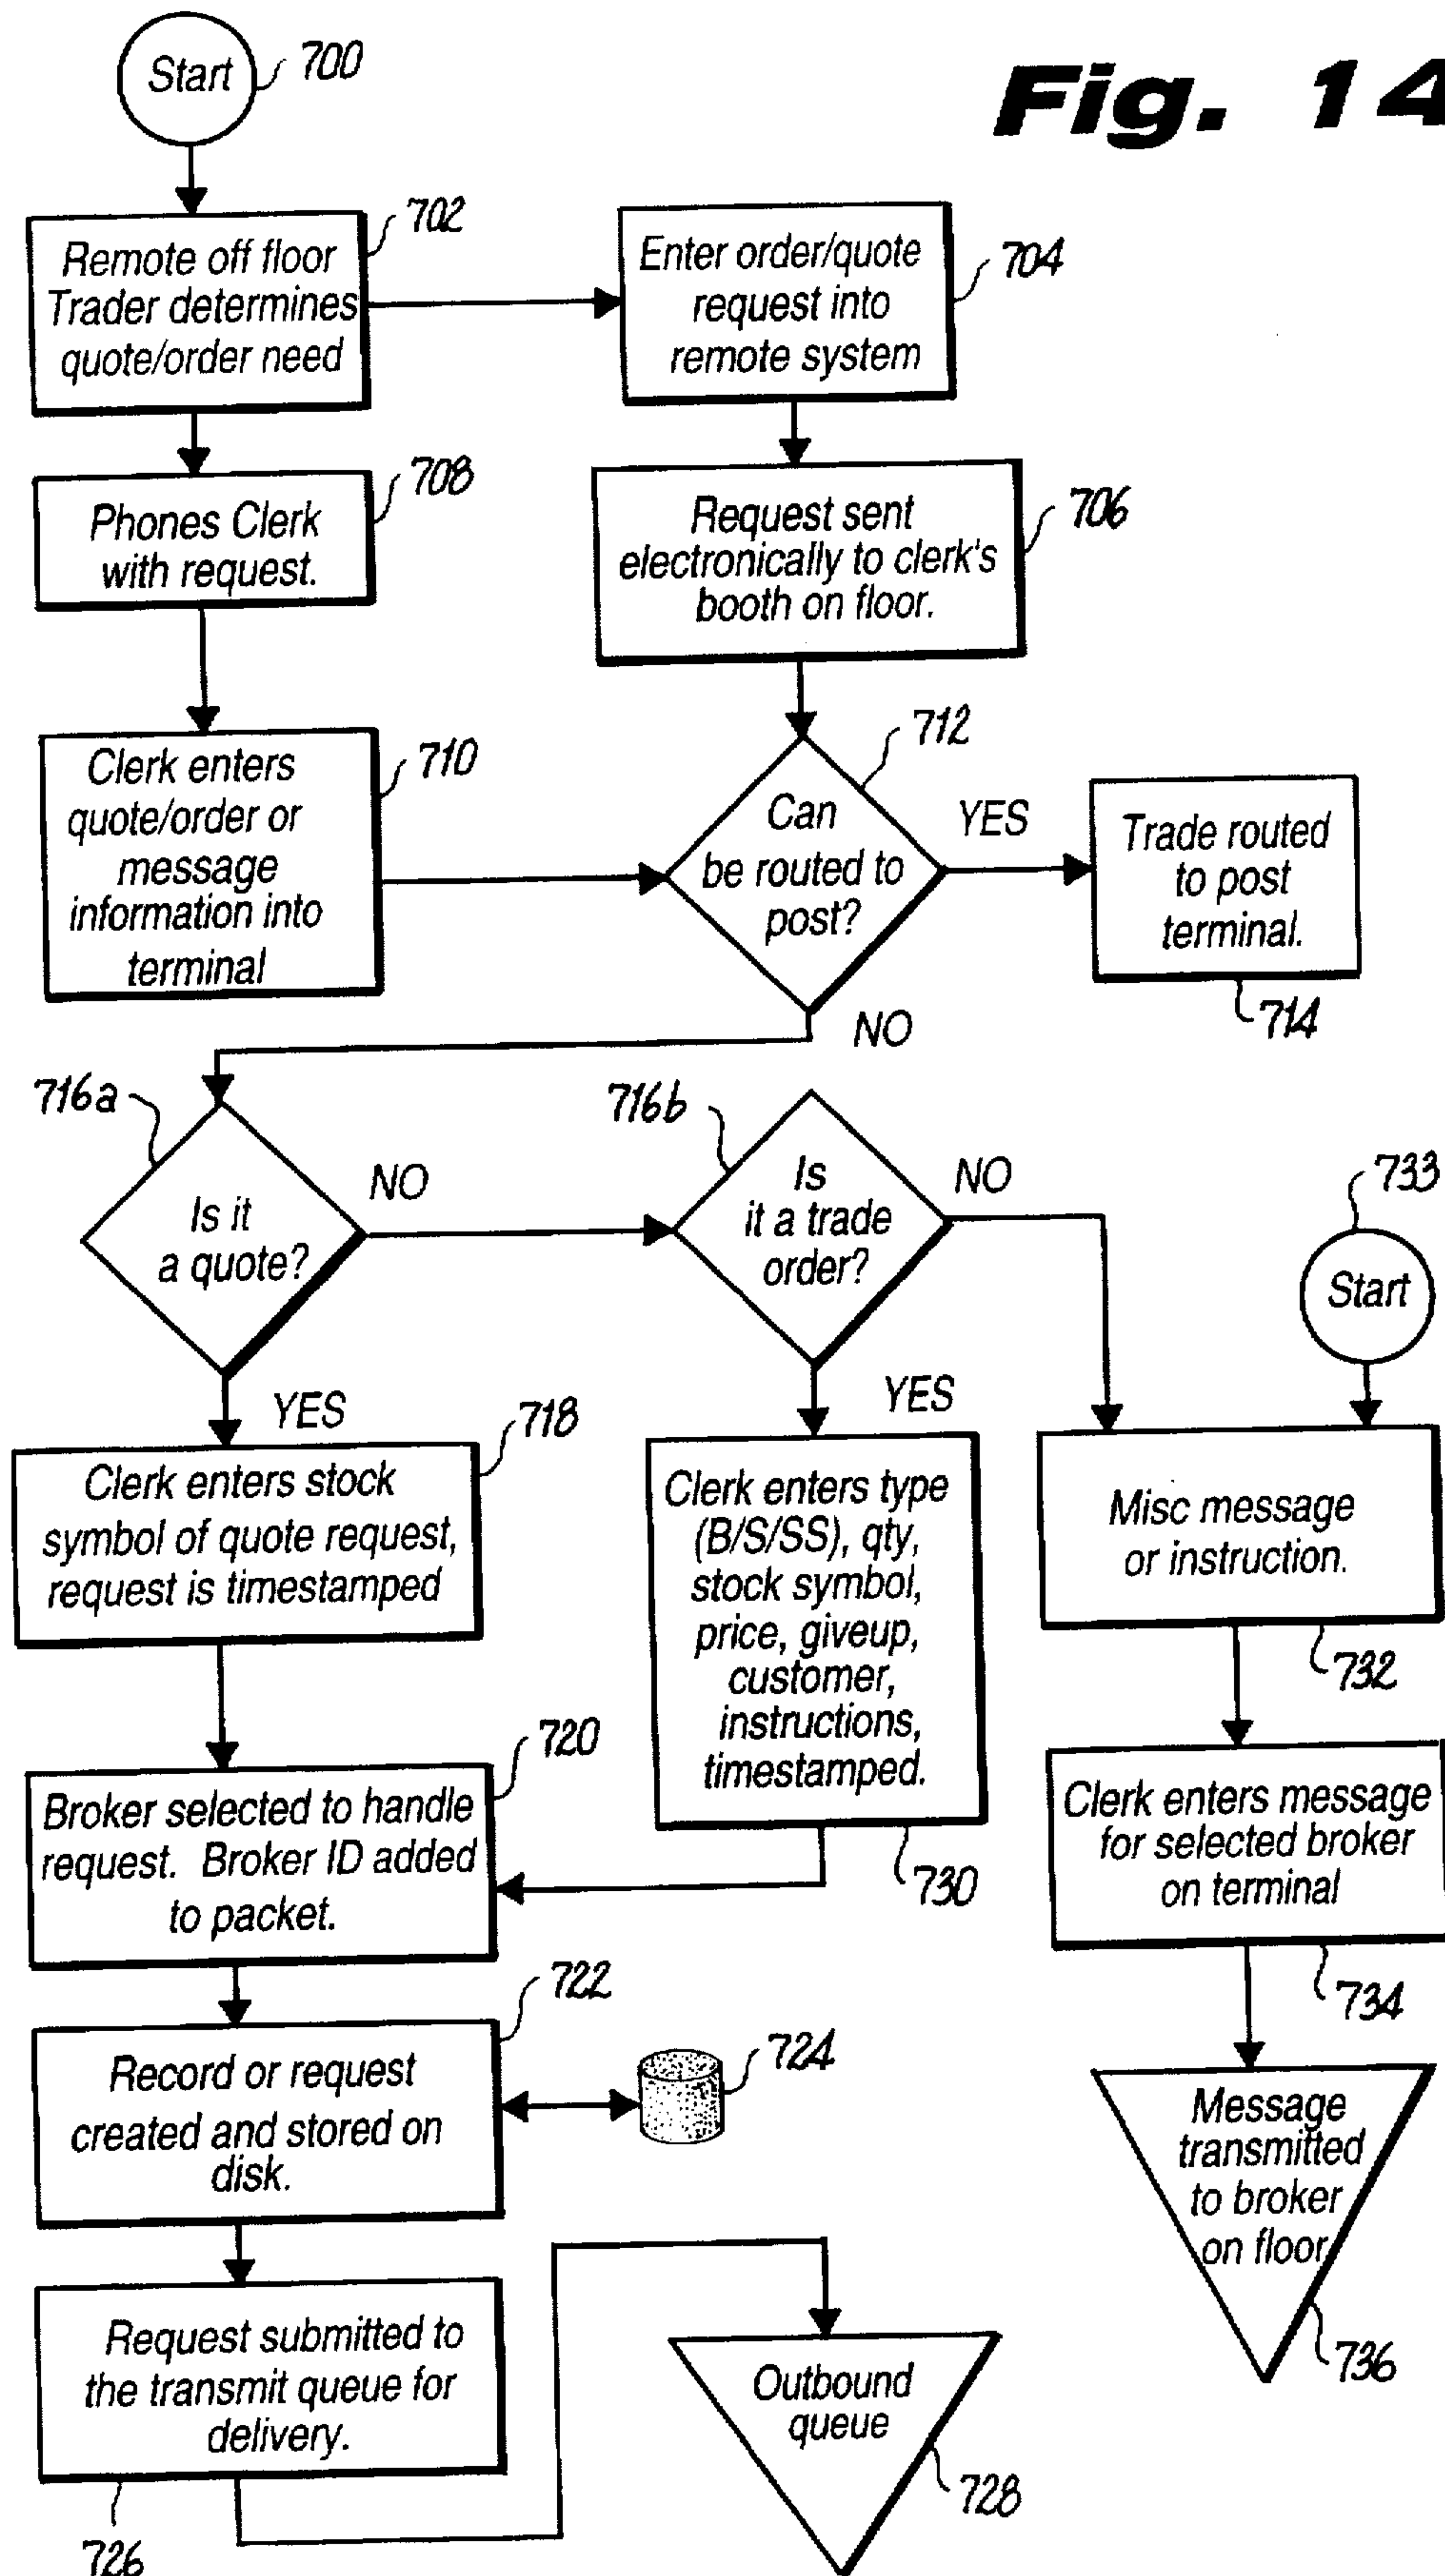 Fig. 14
Start
700
Remote off floor
Trader determines
quote/order need
702
Enter order/quote
request into
remote system
704
Phones Clerk
with request.
708
Request sent
electronically to clerk's
booth on floor.
706
Clerk enters
quote/order or
message
information into
terminal
710
Can
be routed to
post?
712
YES
Trade routed
to post
terminal.
714
NO
716a
Is it
a quote?
NO
716b
Is
it a trade
order?
NO
733
Start
YES
718
Clerk enters stock
symbol of quote request,
request is timestamped
YES
Clerk enters type
(B/S/SS), qty,
stock symbol,
price, giveup,
customer,
instructions,
timestamped.
730
Misc message
or instruction.
732
720
Broker selected to handle
request. Broker ID added
to packet.
Clerk enters message
for selected broker
on terminal
734
722
Record or request
created and stored on
disk.
724
Message
transmitted
to broker
on floor
736
Request submitted to
the transmit queue for
delivery.
726
Outbound
queue
728